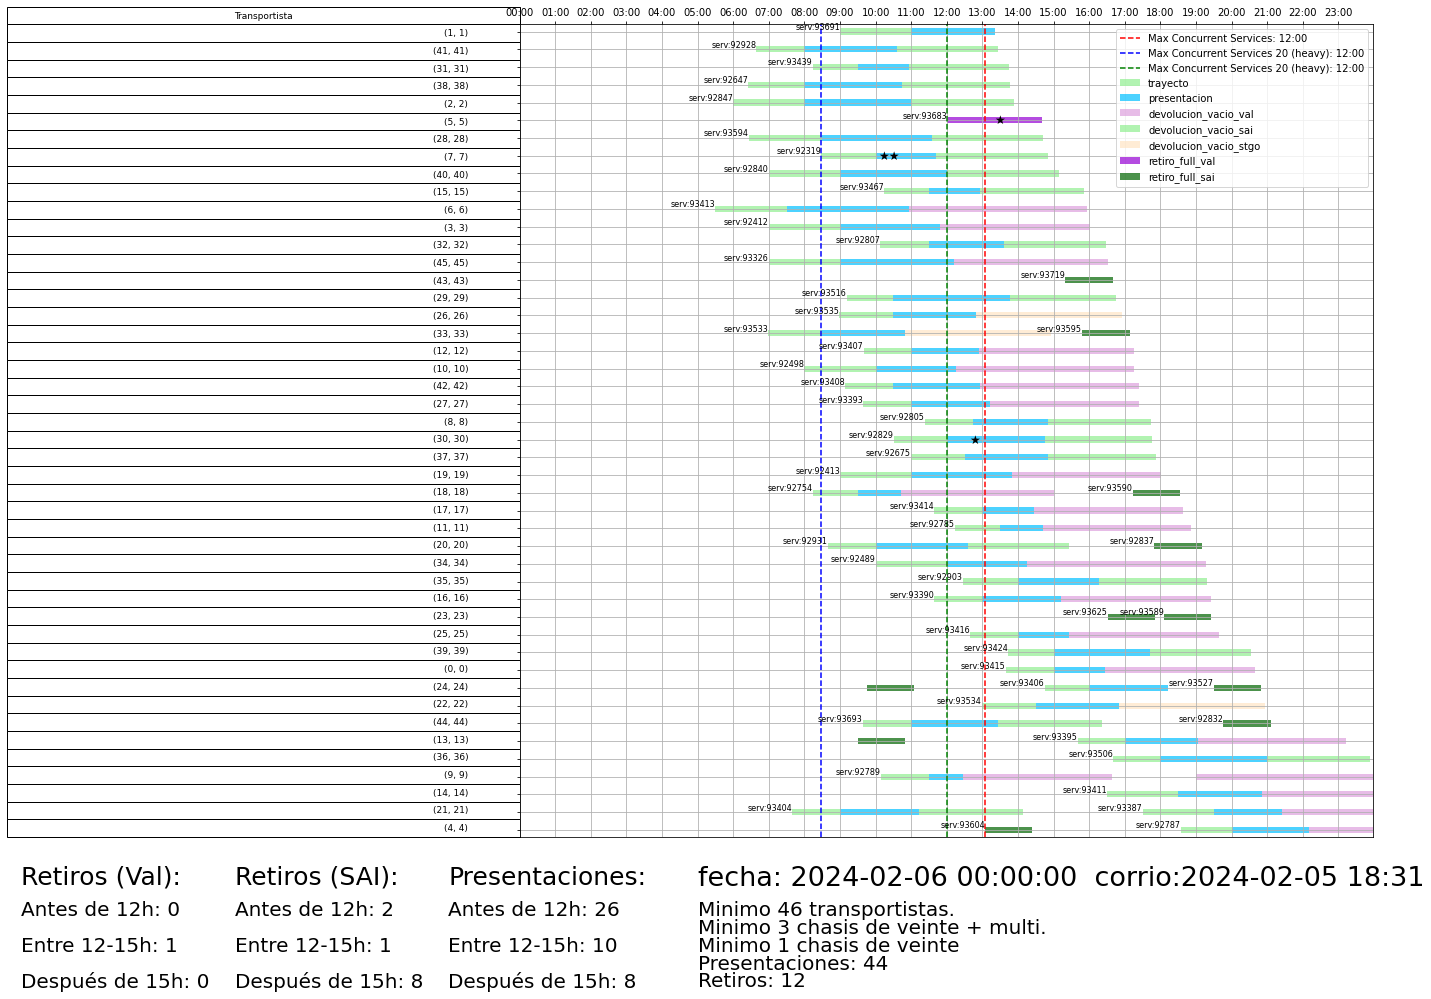 Transportista 00:00 01:00 02:00 03:00 04:00 05:00 06:00 07:00 08:00 09:00 10:00 11:00 12:00 13:00 14:00 15:00 16:00 17:00 18:00 19:00 20:00 21:00 22:00 23:00
(1, 1) serv:93691
(41, 41) serv:92928
(31, 31) serv:93439
(38, 38) serv:92647
(2, 2) serv:92847
(5, 5) serv:93683
(28, 28) serv:93594
(7, 7) serv:92319
(40, 40) serv:92840
(15, 15) serv:93467
(6, 6) serv:93413
(3, 3) serv:92412
(32, 32) serv:92807
(45, 45) serv:93326
(43, 43) serv:93719
(29, 29) serv:93516
(26, 26) serv:93535
(33, 33) serv:93533 serv:93595
(12, 12) serv:93407
(10, 10) serv:92498
(42, 42) serv:93408
(27, 27) serv:93393
(8, 8) serv:92805
(30, 30) serv:92829
(37, 37) serv:92675
(19, 19) serv:92413
(18, 18) serv:92754 serv:93590
(17, 17) serv:93414
(11, 11) serv:92785
(20, 20) serv:92931 serv:92837
(34, 34) serv:92489
(35, 35) serv:92903
(16, 16) serv:93390
(23, 23) serv:93625 serv:93589
(25, 25) serv:93416
(39, 39) serv:93424
(0, 0) serv:93415
(24, 24) serv:93406 serv:93527
(22, 22) serv:93534
(44, 44) serv:93693 serv:92832
(13, 13) serv:93395
(36, 36) serv:93506
(9, 9) serv:92789
(14, 14) serv:93411
(21, 21) serv:93404 serv:93387
(4, 4) serv:93604 serv:92787
Max Concurrent Services: 12:00
Max Concurrent Services 20 (heavy): 12:00
Max Concurrent Services 20 (heavy): 12:00
trayecto
presentacion
devolucion_vacio_val
devolucion_vacio_sai
devolucion_vacio_stgo
retiro_full_val
retiro_full_sai
Retiros (Val):
Antes de 12h: 0
Entre 12-15h: 1
Después de 15h: 0
Retiros (SAI):
Antes de 12h: 2
Entre 12-15h: 1
Después de 15h: 8
Presentaciones:
Antes de 12h: 26
Entre 12-15h: 10
Después de 15h: 8
fecha: 2024-02-06 00:00:00  corrio:2024-02-05 18:31
Minimo 46 transportistas.
Minimo 3 chasis de veinte + multi.
Minimo 1 chasis de veinte
Presentaciones: 44
Retiros: 12